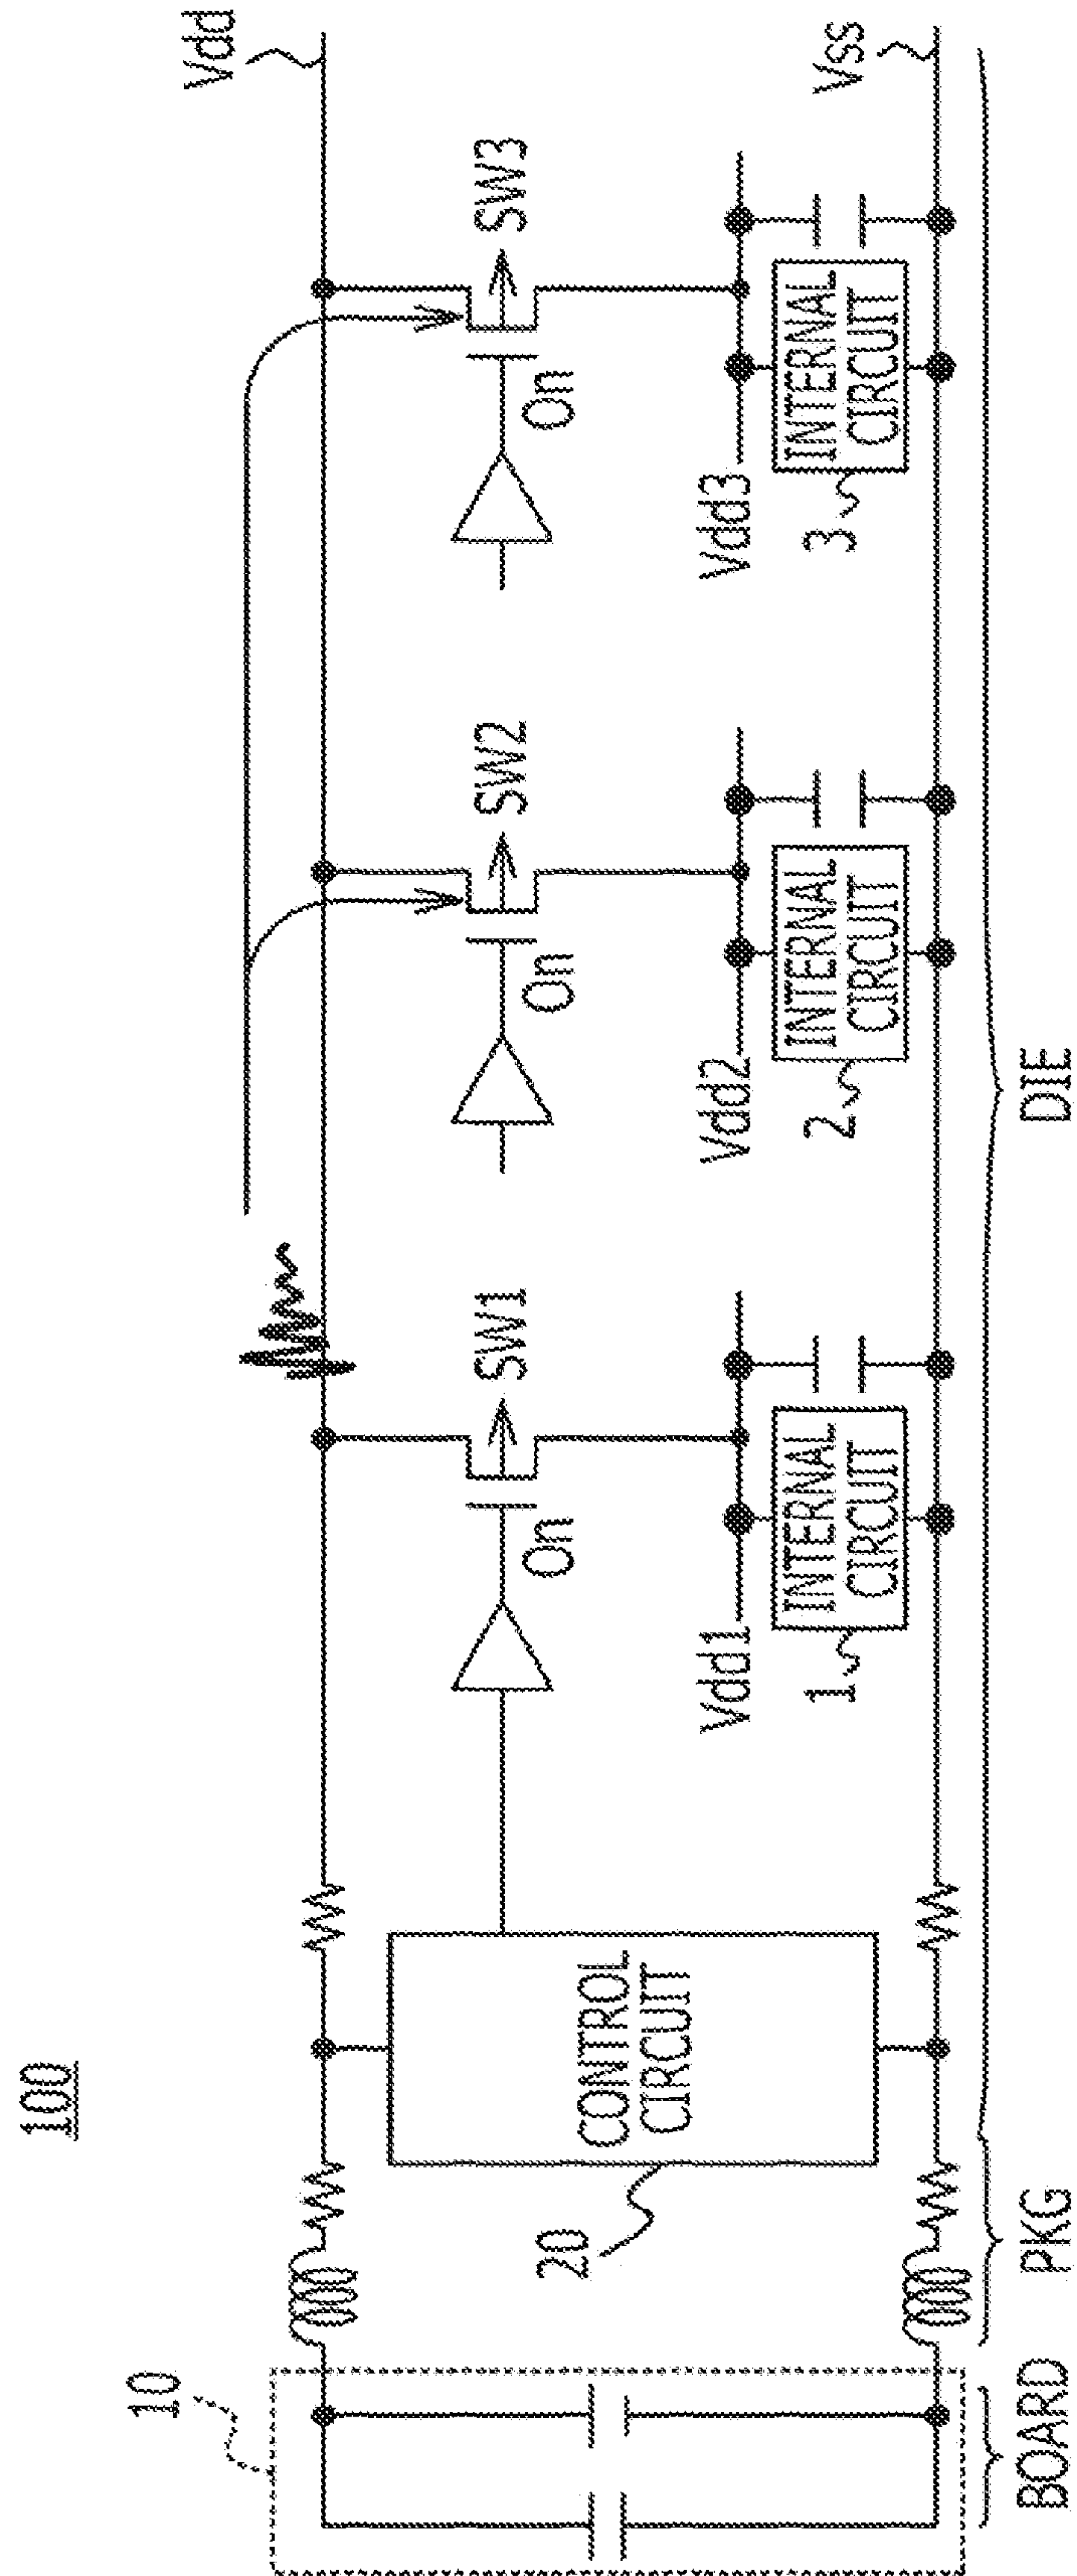 100
10
Vdd
SW1
SW2
SW3
On
On
On
20
CONTROL
CIRCUIT
Vdd1
Vdd2
Vdd3
1
INTERNAL
CIRCUIT
2
INTERNAL
CIRCUIT
3
INTERNAL
CIRCUIT
Vss
BOARD
PKG
DIE